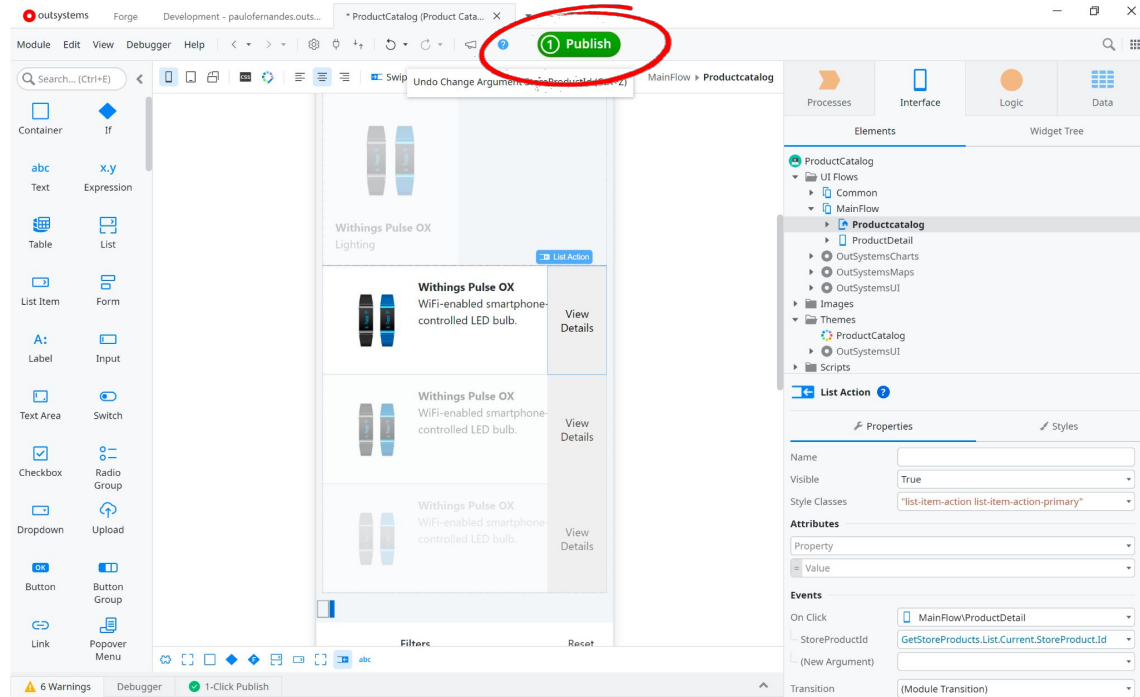 outsystems
Forge
Development - paulofernandes.outs...
* ProductCatalog (Product Cata... X
Module Edit View Debugger Help
1 Publish
Search... (Ctrl+E)
css
Swip
Undo Change Argument StoreProductId (Ctrl+Z)
MainFlow ▸ Productcatalog
Container
If
abc
Text
x.y
Expression
Table
List
List Item
Form
A:
Label
Input
Text Area
Switch
Checkbox
Radio
Group
Dropdown
Upload
OK
Button
Button
Group
Link
Popover
Menu
Withings Pulse OX
Lighting
List Action
Withings Pulse OX
WiFi-enabled smartphone-
controlled LED bulb.
View
Details
Withings Pulse OX
WiFi-enabled smartphone-
controlled LED bulb.
View
Details
Withings Pulse OX
WiFi-enabled smartphone-
controlled LED bulb.
View
Details
Filters
Reset
abc
6 Warnings
Debugger
1-Click Publish
Processes
Interface
Logic
Data
Elements
Widget Tree
ProductCatalog
UI Flows
Common
MainFlow
Productcatalog
ProductDetail
OutSystemsCharts
OutSystemsMaps
OutSystemsUI
Images
Themes
ProductCatalog
OutSystemsUI
Scripts
List Action ?
Properties
Styles
Name
Visible
True
Style Classes
"list-item-action list-item-action-primary"
Attributes
Property
= Value
Events
On Click
MainFlow\ProductDetail
StoreProductId
GetStoreProducts.List.Current.StoreProduct.Id
(New Argument)
Transition
(Module Transition)